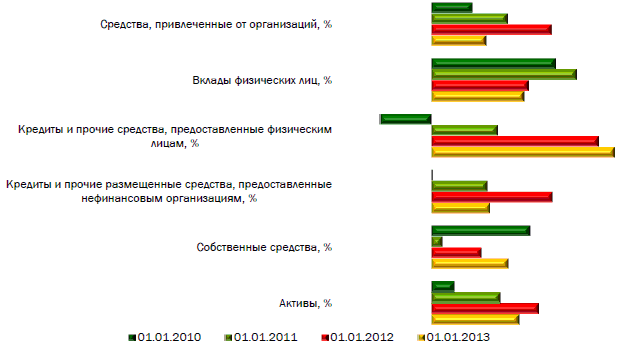 Средства, привлеченные от организаций, %
Вклады физических лиц, %
Кредиты и прочие средства, предоставленные физическим
лицам, %
Кредиты и прочие размещенные средства, предоставленные
нефинансовым организациям, %
Собственные средства, %
Активы, %
01.01.2010 01.01.2011 01.01.2012 01.01.2013